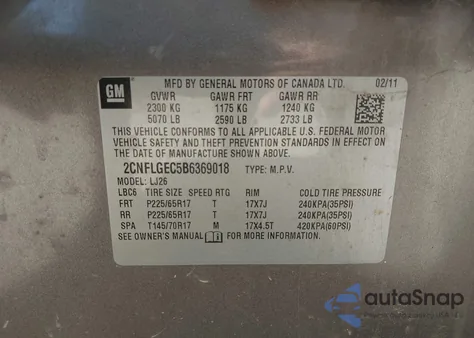 GM
MFD BY GENERAL MOTORS OF CANADA LTD. 02/11
GVWR GAWR FRT GAWR RR
2300 KG 1175 KG 1240 KG
5070 LB 2590 LB 2733 LB
THIS VEHICLE CONFORMS TO ALL APPLICABLE U.S. FEDERAL MOTOR
VEHICLE SAFETY AND THEFT PREVENTION STANDARDS IN EFFECT
ON THE DATE OF MANUFACTURE SHOWN ABOVE.
2CNFLGEC5B6369018 TYPE: M.P.V.
MODEL: LJ26
LBC6 TIRE SIZE SPEED RTG RIM COLD TIRE PRESSURE
FRT P225/65R17 T 17X7J 240KPA(35PSI)
RR P225/65R17 T 17X7J 240KPA(35PSI)
SPA T145/70R17 M 17X4.5T 420KPA(60PSI)
SEE OWNER'S MANUAL FOR MORE INFORMATION.
autoSnap